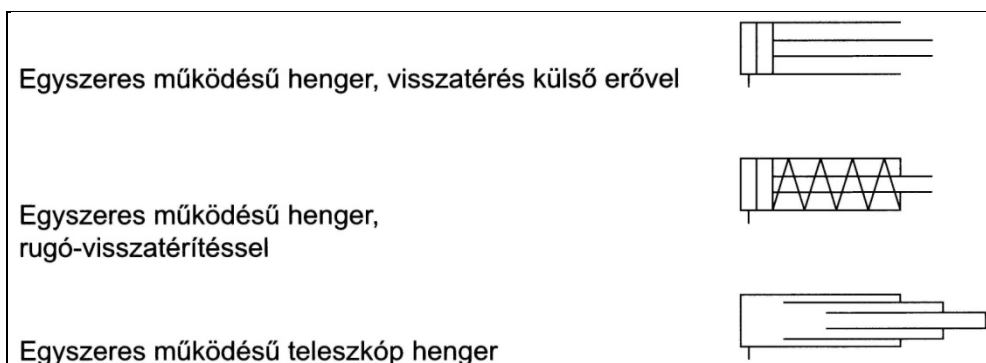 Egyszeres működésű henger, visszatérés külső erővel
Egyszeres működésű henger,
rugó-visszatérítéssel
Egyszeres működésű teleszkóp henger